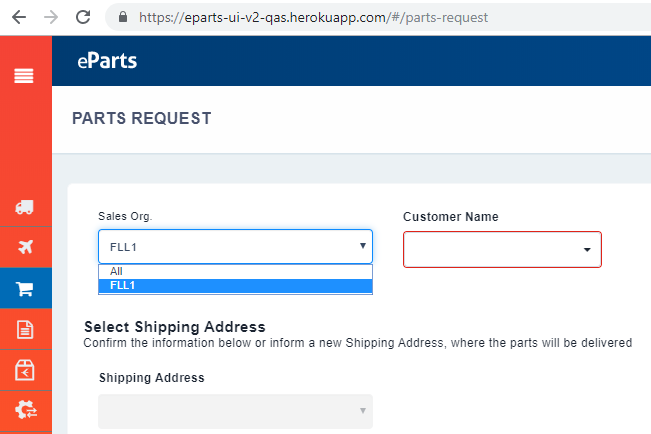 https://eparts-ui-v2-qas.herokuapp.com/#/parts-request
eParts
PARTS REQUEST
Sales Org.
Customer Name
FLL1
All
FLL1
Select Shipping Address
Confirm the information below or inform a new Shipping Address, where the parts will be delivered
Shipping Address